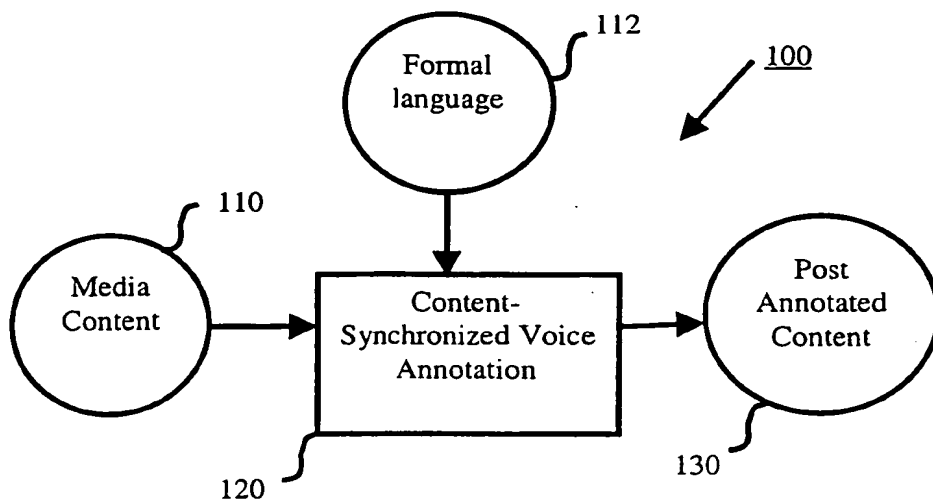 112
Formal
language
100
110
Media
Content
Content-
Synchronized Voice
Annotation
Post
Annotated
Content
120
130